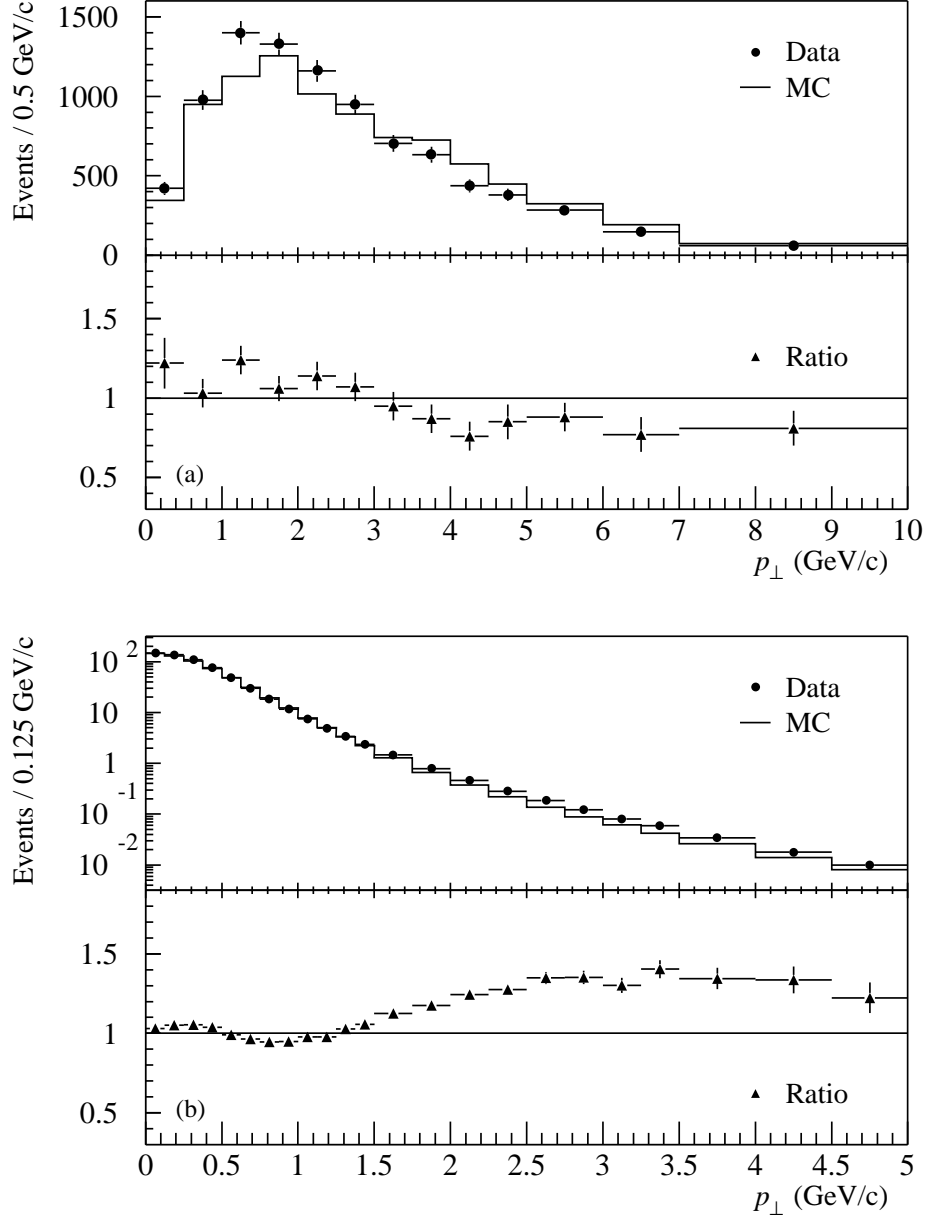 Events / 0.5 GeV/c
1500
1000
500
0
Data
MC
1.5
1
0.5
Ratio
(a)
0 1 2 3 4 5 6 7 8 9 10
p⊥ (GeV/c)
Events / 0.125 GeV/c
10²
10
1
10⁻¹
10⁻²
Data
MC
1.5
1
0.5
Ratio
(b)
0 0.5 1 1.5 2 2.5 3 3.5 4 4.5 5
p⊥ (GeV/c)